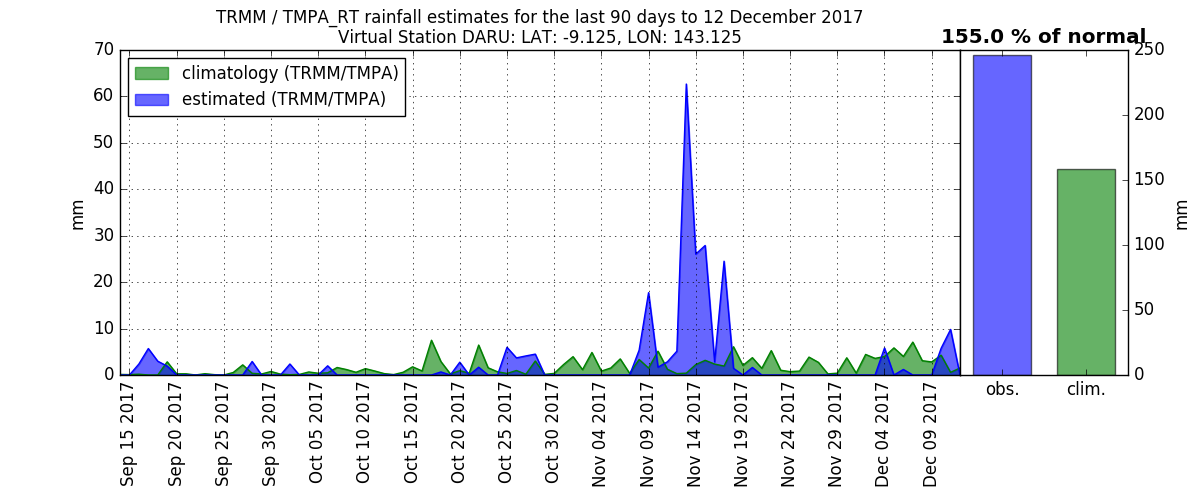 TRMM / TMPA_RT rainfall estimates for the last 90 days to 12 December 2017
Virtual Station DARU: LAT: -9.125, LON: 143.125
155.0 % of normal
climatology (TRMM/TMPA)
estimated (TRMM/TMPA)
70
60
50
40
30
20
10
0
mm
250
200
150
100
50
0
mm
Sep 15 2017
Sep 20 2017
Sep 25 2017
Sep 30 2017
Oct 05 2017
Oct 10 2017
Oct 15 2017
Oct 20 2017
Oct 25 2017
Oct 30 2017
Nov 04 2017
Nov 09 2017
Nov 14 2017
Nov 19 2017
Nov 24 2017
Nov 29 2017
Dec 04 2017
Dec 09 2017
obs.
clim.